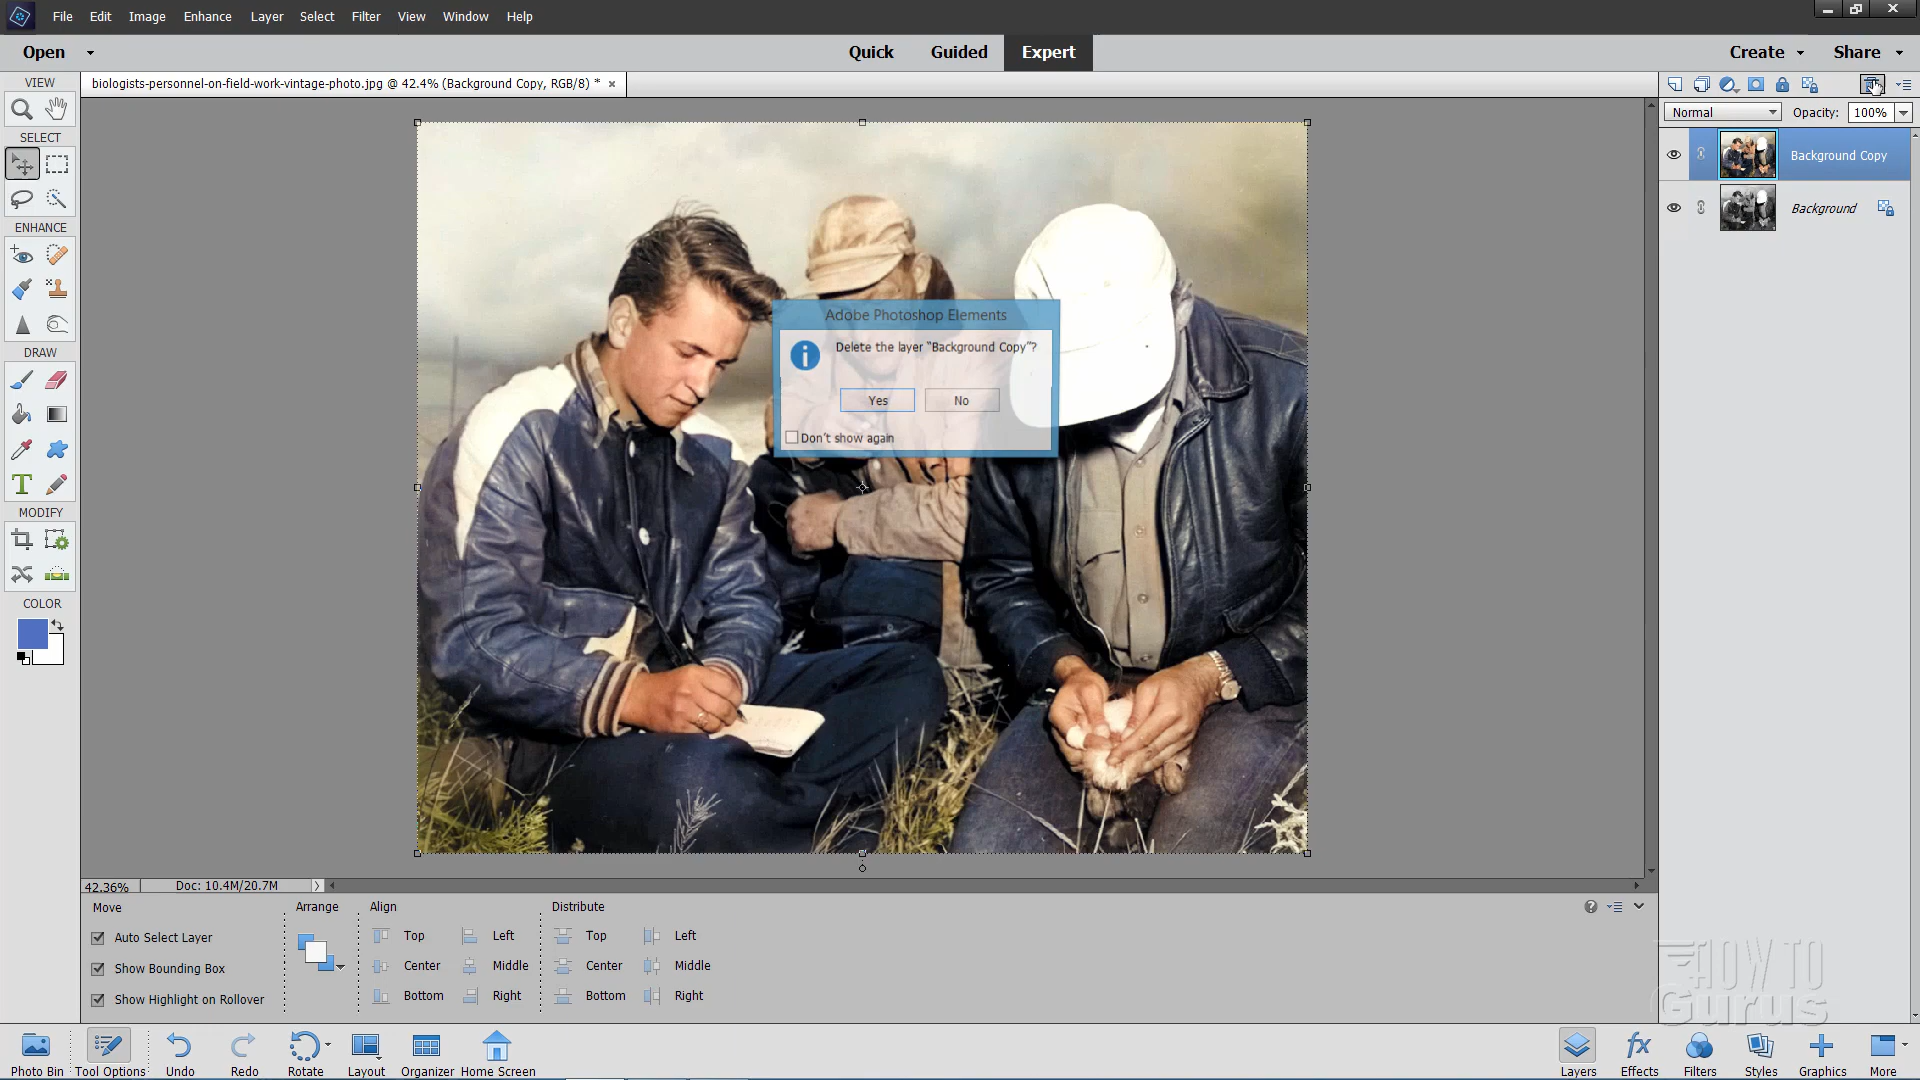 File Edit Image Enhance Layer Select Filter View Window Help
Open Quick Guided Expert Create Share
VIEW
biologists-personnel-on-field-work-vintage-photo.jpg @ 42.4% (Background Copy, RGB/8) *
Normal Opacity: 100%
SELECT
Background Copy
Background
ENHANCE
Adobe Photoshop Elements
Delete the layer “Background Copy”?
Yes No
Don't show again
DRAW
MODIFY
COLOR
42.36% Doc: 10.4M/20.7M
Move Arrange Align Distribute
Auto Select Layer Top Left Top Left
Show Bounding Box Center Middle Center Middle
Show Highlight on Rollover Bottom Right Bottom Right
HOW TO
Gurus
Photo Bin Tool Options Undo Redo Rotate Layout Organizer Home Screen Layers Effects Filters Styles Graphics More